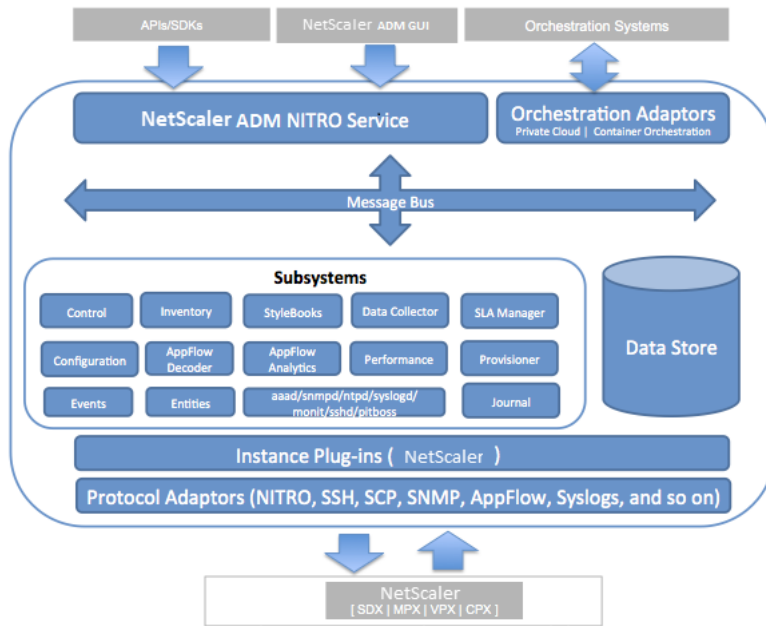 APIs/SDKs
NetScaler ADM GUI
Orchestration Systems
NetScaler ADM NITRO Service
Orchestration Adaptors
Private Cloud | Container Orchestration
Message Bus
Subsystems
Control
Inventory
StyleBooks
Data Collector
SLA Manager
Configuration
AppFlow
Decoder
AppFlow
Analytics
Performance
Provisioner
Events
Entities
aaad/snmpd/ntpd/syslogd/
monit/sshd/pitboss
Journal
Data Store
Instance Plug-ins ( NetScaler )
Protocol Adaptors (NITRO, SSH, SCP, SNMP, AppFlow, Syslogs, and so on)
NetScaler
[ SDX | MPX | VPX | CPX ]